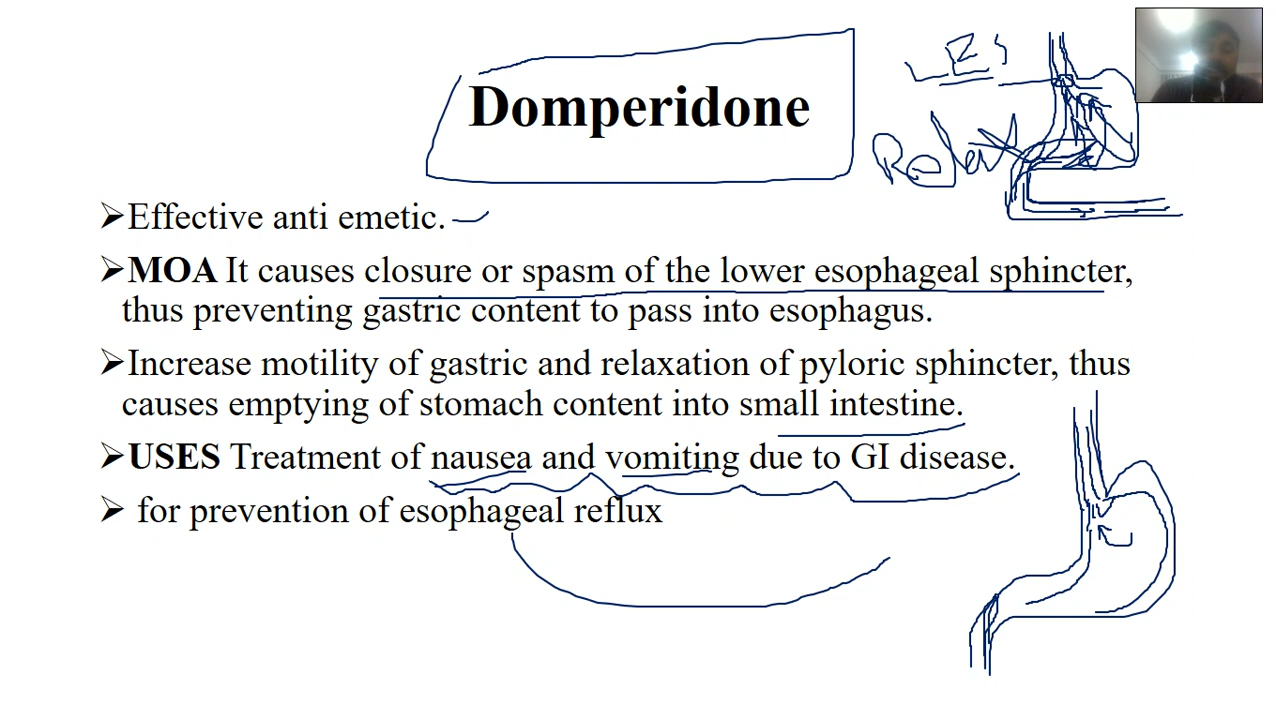 Domperidone
LES
Relax
➢Effective anti emetic.
➢MOA It causes closure or spasm of the lower esophageal sphincter,
thus preventing gastric content to pass into esophagus.
➢Increase motility of gastric and relaxation of pyloric sphincter, thus
causes emptying of stomach content into small intestine.
➢USES Treatment of nausea and vomiting due to GI disease.
➢ for prevention of esophageal reflux